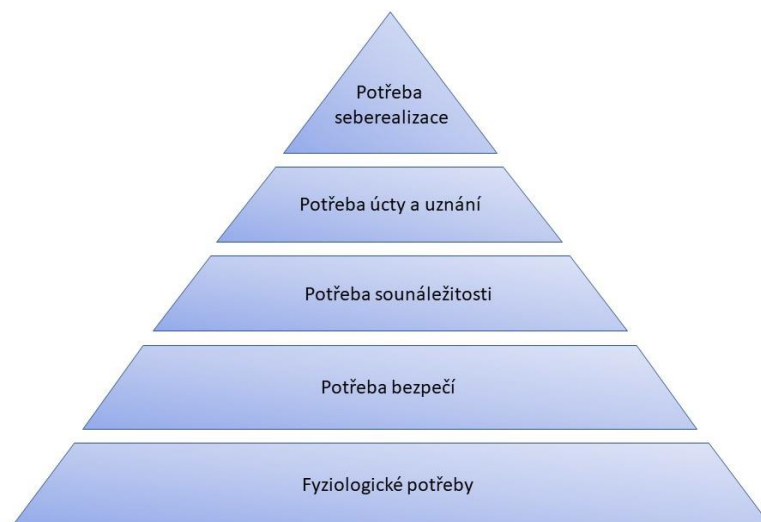 Potřeba
seberealizace
Potřeba úcty a uznání
Potřeba sounáležitosti
Potřeba bezpečí
Fyziologické potřeby